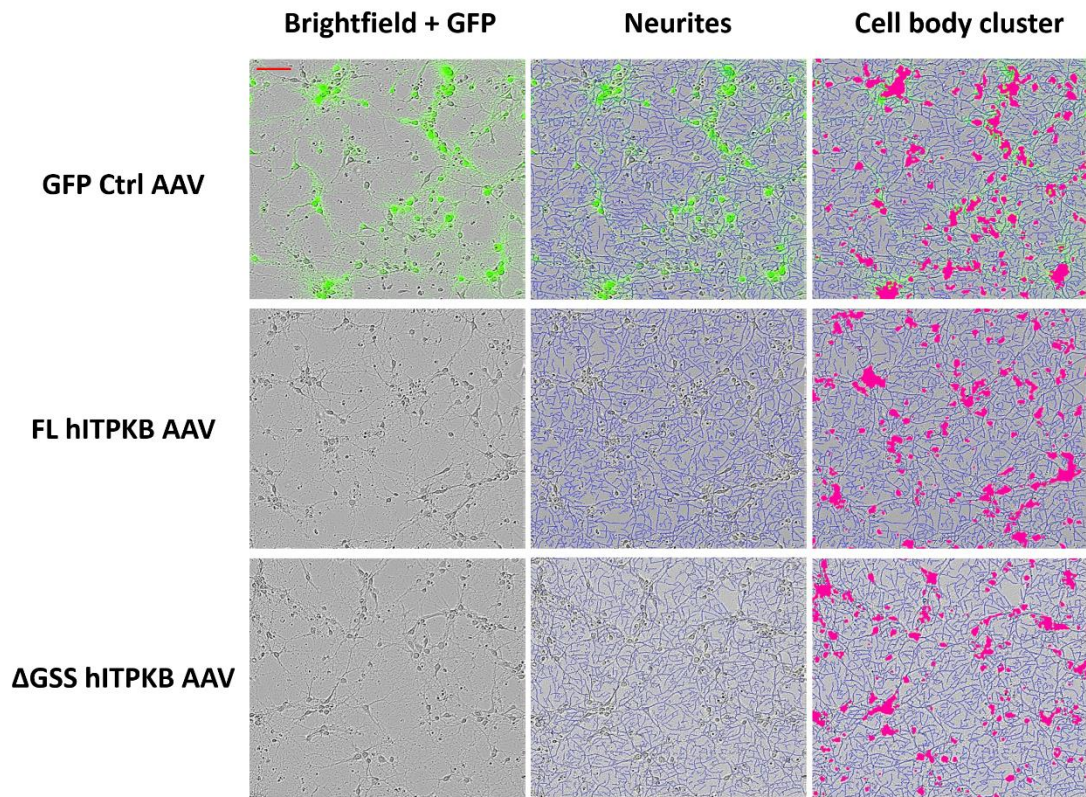 Brightfield + GFP
Neurites
Cell body cluster
GFP Ctrl AAV
FL hITPKB AAV
ΔGSS hITPKB AAV